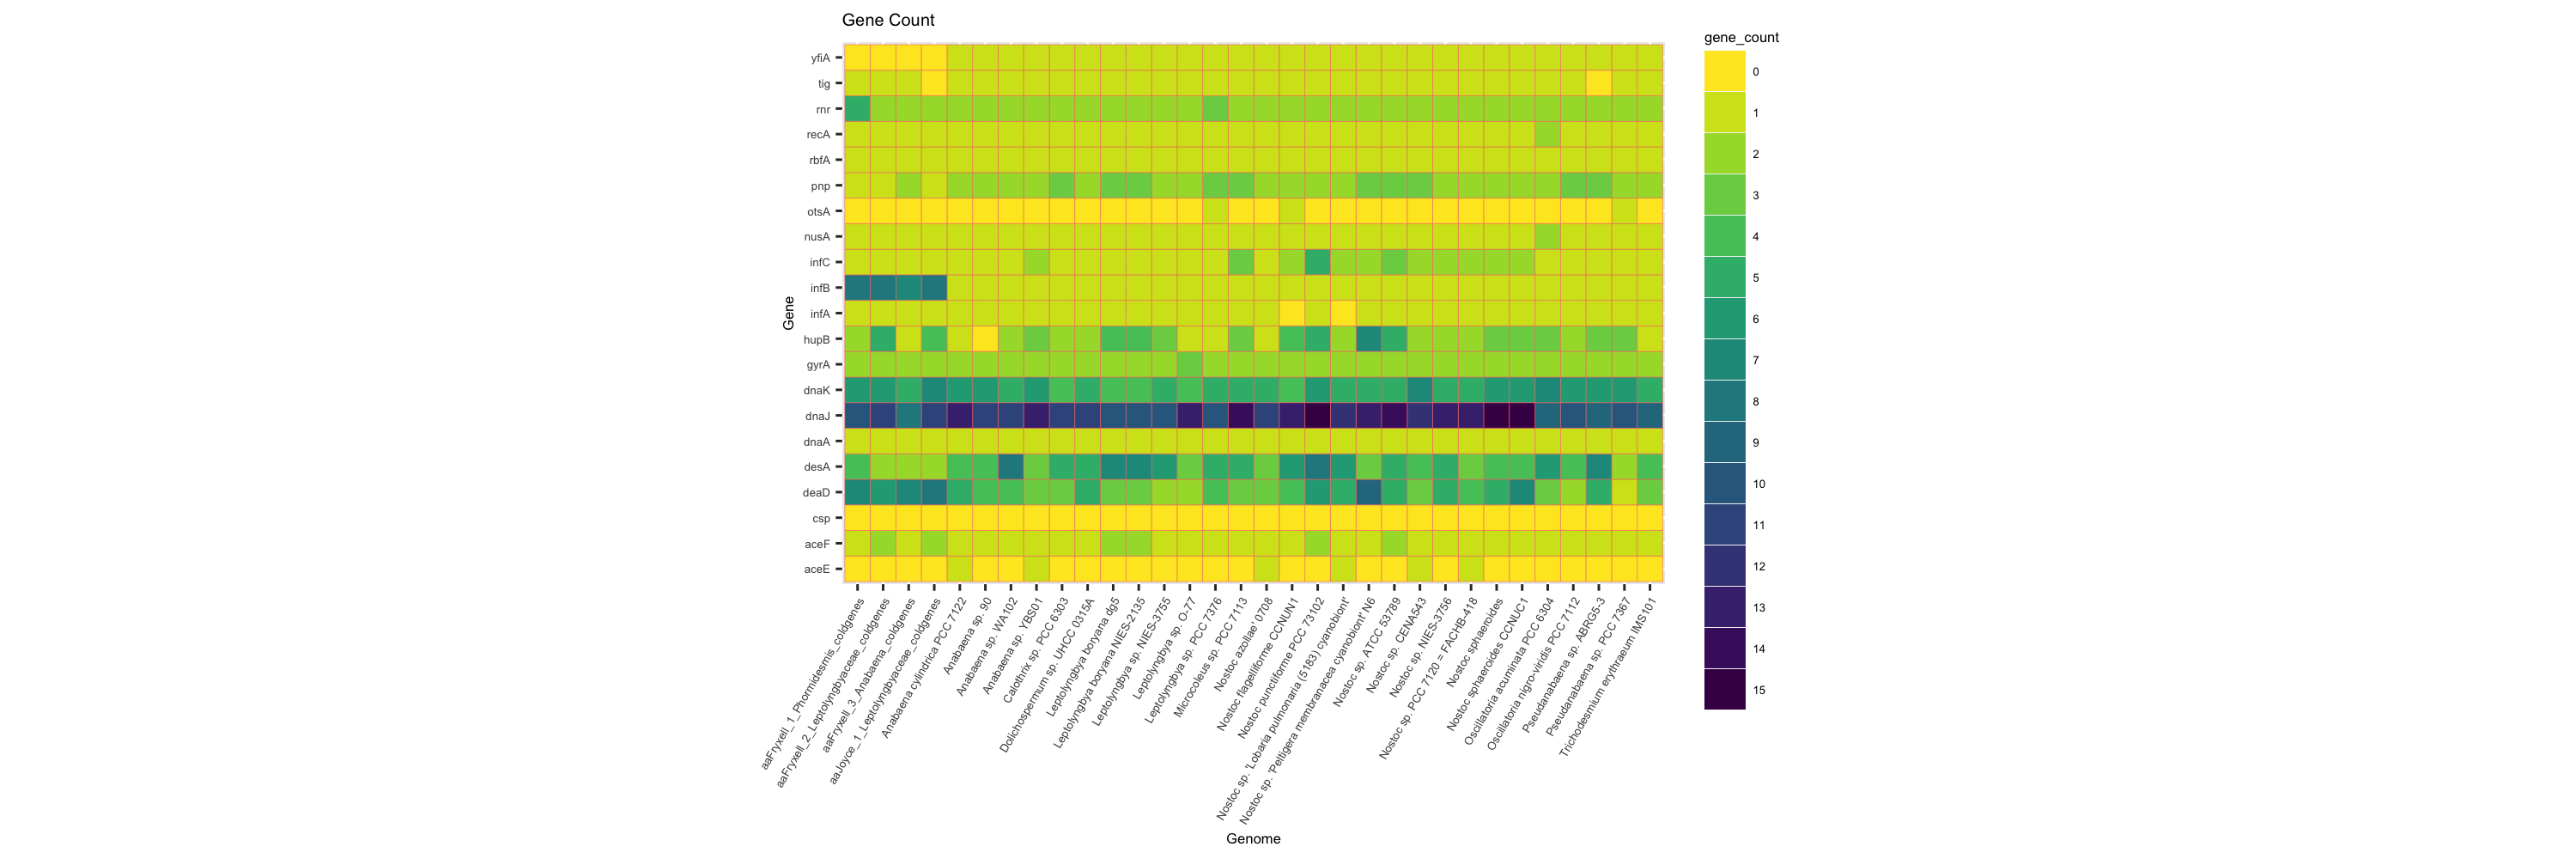 Gene Count
gene_count
yfiA
tig
rnr
recA
rbfA
pnp
otsA
nusA
infC
infB
infA
hupB
gyrA
dnaK
dnaJ
dnaA
desA
deaD
csp
aceF
aceE
Gene
0
1
2
3
4
5
6
7
8
9
10
11
12
13
14
15
aaFryxell_1_Phormidesmis_coldgenes
aaFryxell_2_Leptolyngbyaceae_coldgenes
aaFryxell_3_Anabaena_coldgenes
aaJoyce_1_Leptolyngbyaceae_coldgenes
Anabaena cylindrica PCC 7122
Anabaena sp. 90
Anabaena sp. WA102
Anabaena sp. YBS01
Calothrix sp. PCC 6303
Dolichospermum sp. UHCC 0315A
Leptolyngbya boryana dg5
Leptolyngbya boryana NIES-2135
Leptolyngbya sp. NIES-3755
Leptolyngbya sp. O-77
Leptolyngbya sp. PCC 7376
Microcoleus sp. PCC 7113
Nostoc azollae' 0708
Nostoc flagelliforme CCNUN1
Nostoc punctiforme PCC 73102
Nostoc sp. 'Lobaria pulmonaria (5183) cyanobiont'
Nostoc sp. 'Peltigera membranacea cyanobiont' N6
Nostoc sp. ATCC 53789
Nostoc sp. CENA543
Nostoc sp. NIES-3756
Nostoc sp. PCC 7120 = FACHB-418
Nostoc sphaeroides
Nostoc sphaeroides CCNUC1
Oscillatoria acuminata PCC 6304
Oscillatoria nigro-viridis PCC 7112
Pseudanabaena sp. ABRG5-3
Pseudanabaena sp. PCC 7367
Trichodesmium erythraeum IMS101
Genome